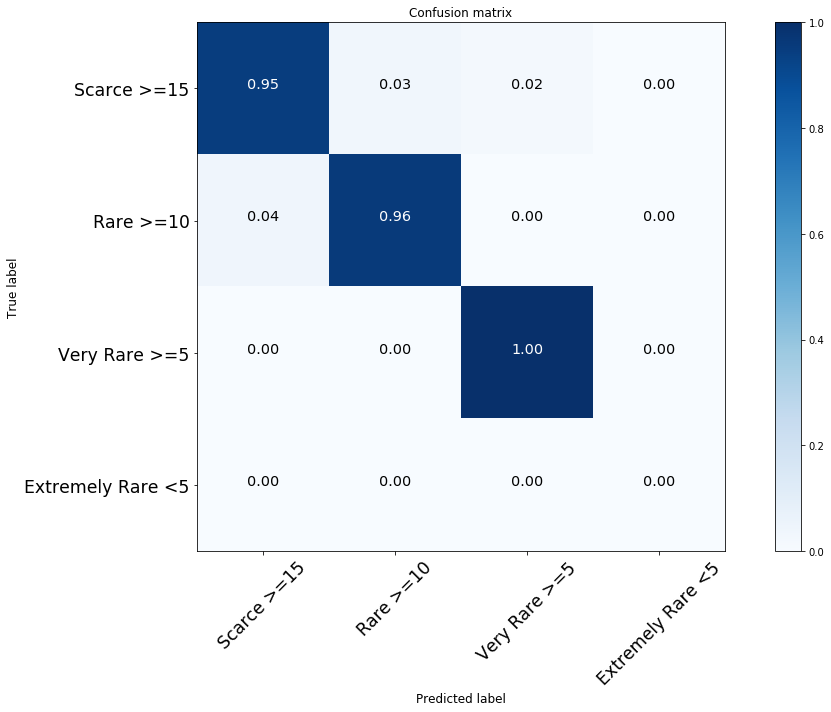 Confusion matrix
1.0
Scarce >=15 0.95 0.03 0.02 0.00
0.8
Rare >=10 0.04 0.96 0.00 0.00
0.6
True label
Very Rare >=5 0.00 0.00 1.00 0.00
0.4
0.2
Extremely Rare <5 0.00 0.00 0.00 0.00
0.0
Scarce >=15 Rare >=10 Very Rare >=5 Extremely Rare <5
Predicted label